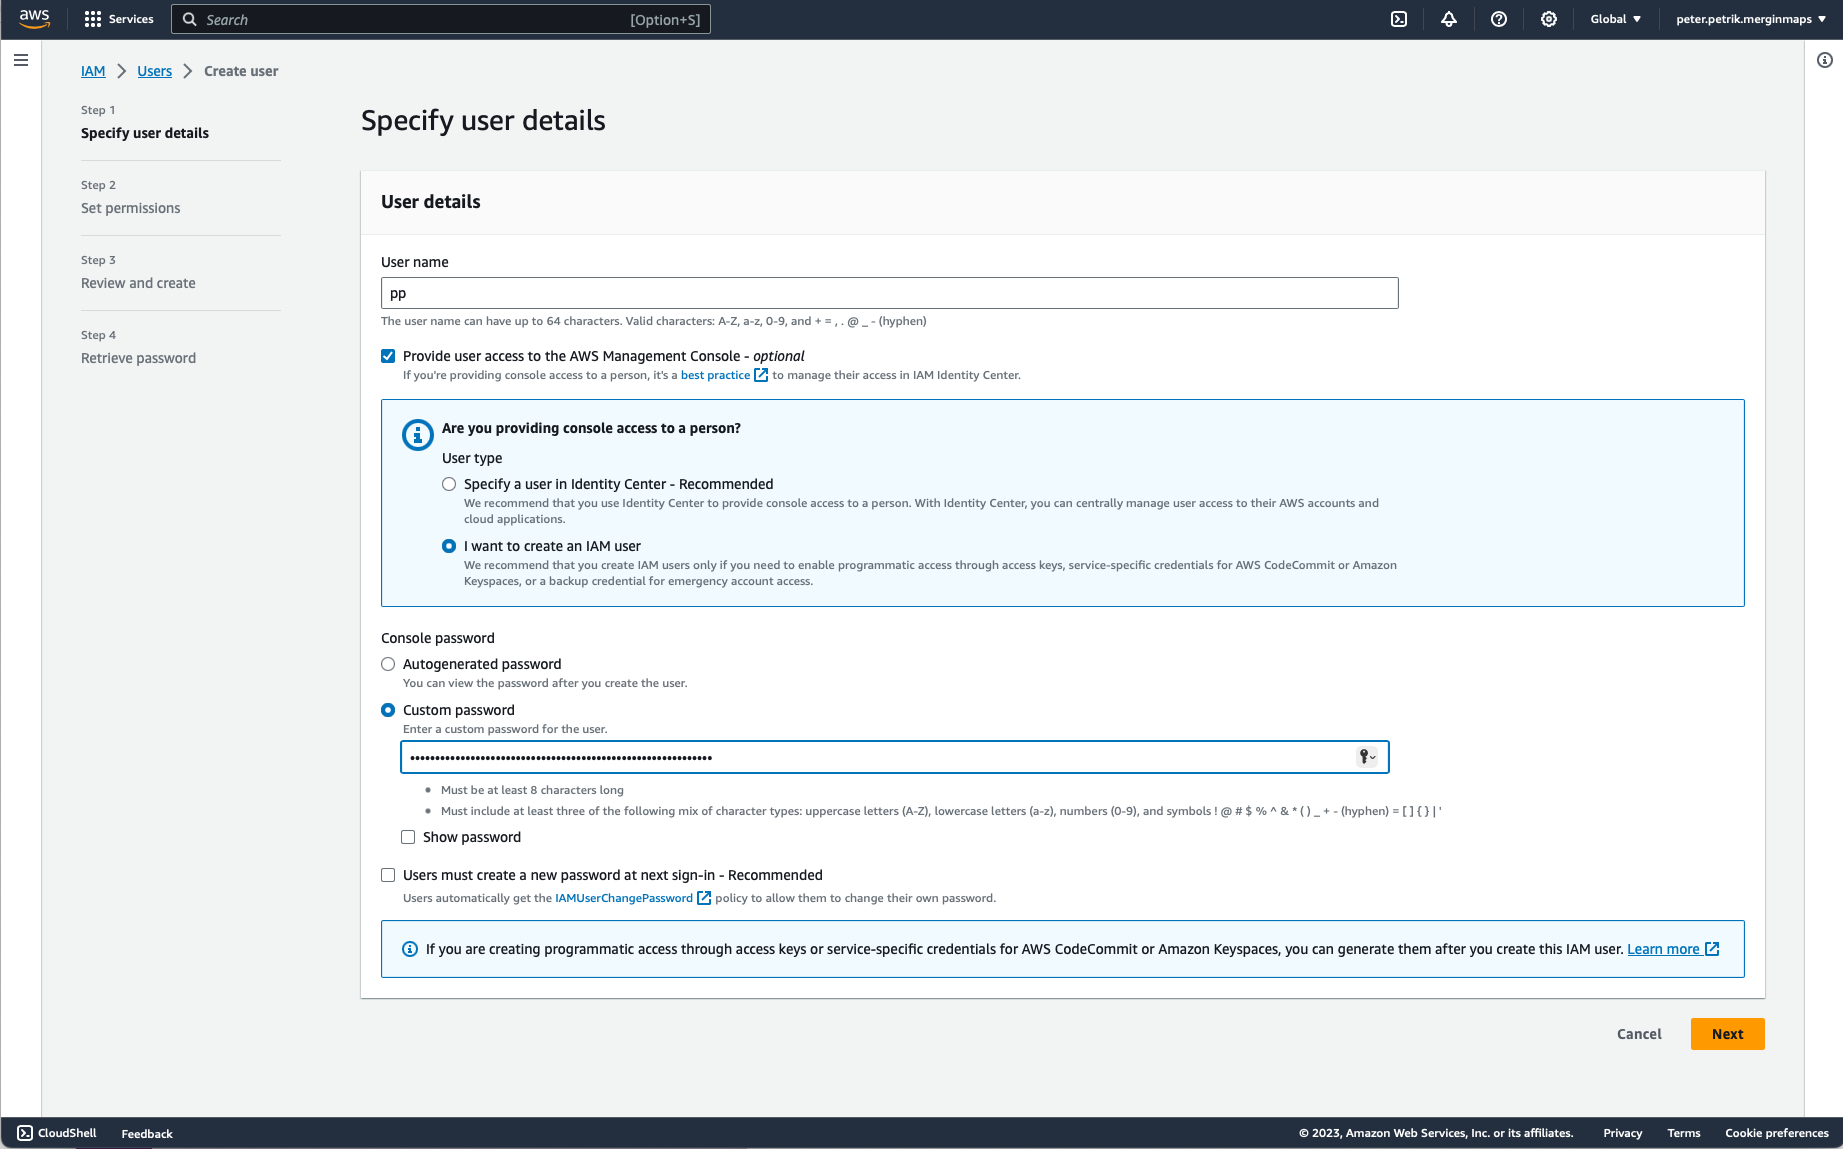 aws Services Search [Option+S] Global peter.petrik.merginmaps
IAM Users Create user
Step 1
Specify user details
Step 2
Set permissions
Step 3
Review and create
Step 4
Retrieve password
Specify user details
User details
User name
pp
The user name can have up to 64 characters. Valid characters: A-Z, a-z, 0-9, and + = , . @ _ - (hyphen)
Provide user access to the AWS Management Console - optional
If you're providing console access to a person, it's a best practice to manage their access in IAM Identity Center.
Are you providing console access to a person?
User type
Specify a user in Identity Center - Recommended
We recommend that you use Identity Center to provide console access to a person. With Identity Center, you can centrally manage user access to their AWS accounts and
cloud applications.
I want to create an IAM user
We recommend that you create IAM users only if you need to enable programmatic access through access keys, service-specific credentials for AWS CodeCommit or Amazon
Keyspaces, or a backup credential for emergency account access.
Console password
Autogenerated password
You can view the password after you create the user.
Custom password
Enter a custom password for the user.
Must be at least 8 characters long
Must include at least three of the following mix of character types: uppercase letters (A-Z), lowercase letters (a-z), numbers (0-9), and symbols ! @ # $ % ^ & * ( ) _ + - (hyphen) = [ ] { } | '
Show password
Users must create a new password at next sign-in - Recommended
Users automatically get the IAMUserChangePassword policy to allow them to change their own password.
If you are creating programmatic access through access keys or service-specific credentials for AWS CodeCommit or Amazon Keyspaces, you can generate them after you create this IAM user. Learn more
Cancel Next
CloudShell Feedback © 2023, Amazon Web Services, Inc. or its affiliates. Privacy Terms Cookie preferences